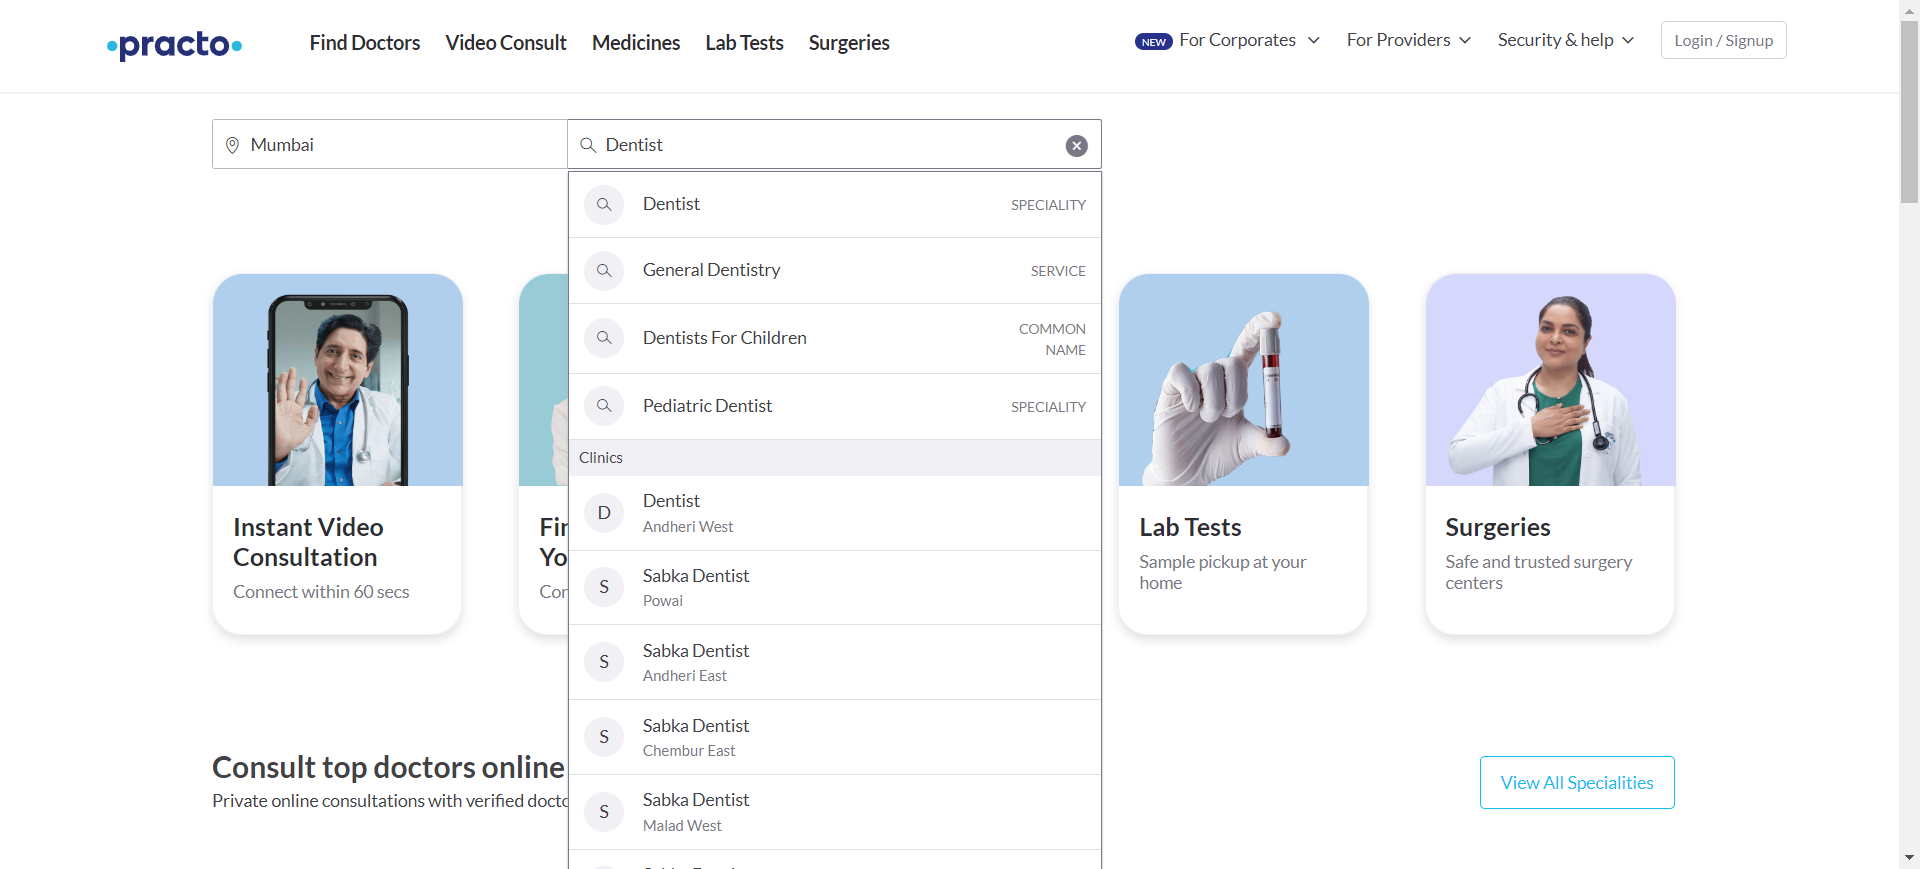 practo
Find Doctors
Video Consult
Medicines
Lab Tests
Surgeries
NEW
For Corporates
For Providers
Security & help
Login / Signup
Mumbai
Dentist
Dentist
SPECIALITY
General Dentistry
SERVICE
Dentists For Children
COMMON
NAME
Pediatric Dentist
SPECIALITY
Clinics
D
Dentist
Andheri West
S
Sabka Dentist
Powai
S
Sabka Dentist
Andheri East
S
Sabka Dentist
Chembur East
S
Sabka Dentist
Malad West
Instant Video
Consultation
Connect within 60 secs
Lab Tests
Sample pickup at your
home
Surgeries
Safe and trusted surgery
centers
Consult top doctors online
Private online consultations with verified
View All Specialities